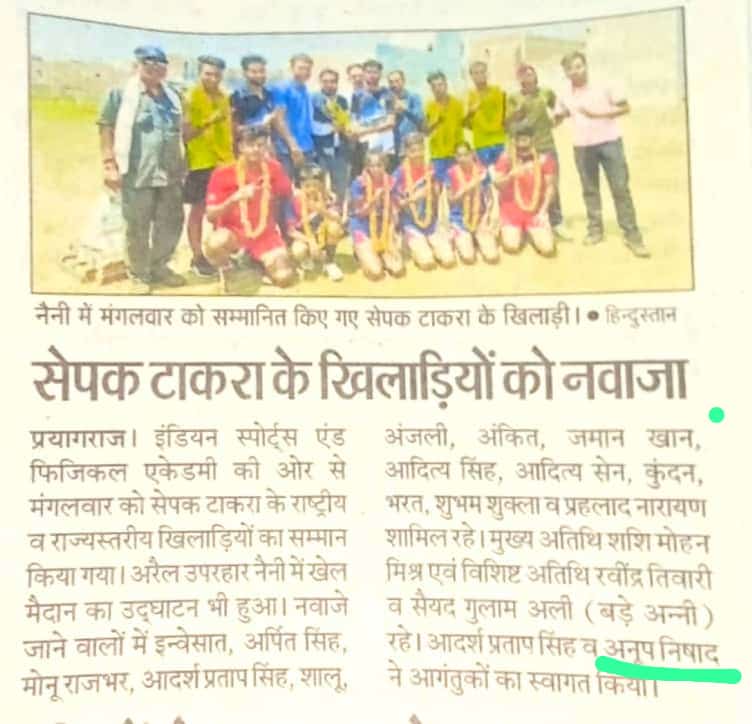 नैनी में मंगलवार को सम्मानित किए गए सेपक टाकरा के खिलाड़ी। ● हिन्दुस्तान
सेपक टाकरा के खिलाड़ियों को नवाजा
प्रयागराज। इंडियन स्पोर्ट्स एंड
फिजिकल एकेडमी की ओर से
मंगलवार को सेपक टाकरा के राष्ट्रीय
व राज्यस्तरीय खिलाड़ियों का सम्मान
किया गया। अरैल उपरहार नैनी में खेल
मैदान का उद्घाटन भी हुआ। नवाजे
जाने वालों में इन्वेसात, अर्पित सिंह,
मोनू राजभर, आदर्श प्रताप सिंह, शालू,
अंजली, अंकित, जमान खान,
आदित्य सिंह, आदित्य सेन, कुंदन,
भरत, शुभम शुक्ला व प्रहलाद नारायण
शामिल रहे। मुख्य अतिथि शशि मोहन
मिश्र एवं विशिष्ट अतिथि रवींद्र तिवारी
व सैयद गुलाम अली (बड़े अन्नी)
रहे। आदर्श प्रताप सिंह व अनूप निषाद
ने आगंतुकों का स्वागत किया।